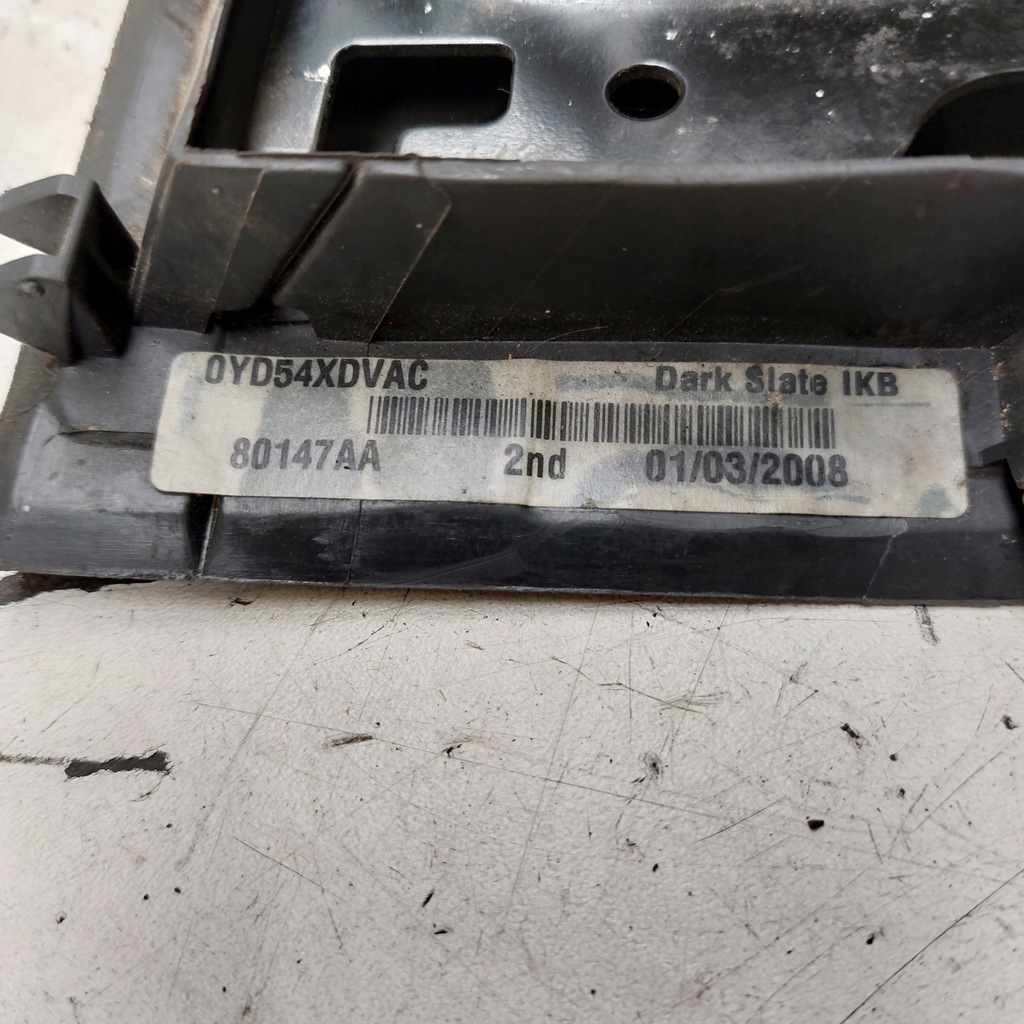 0YD54XDVAC Dark Slate IKB
80147AA 2nd 01/03/2008